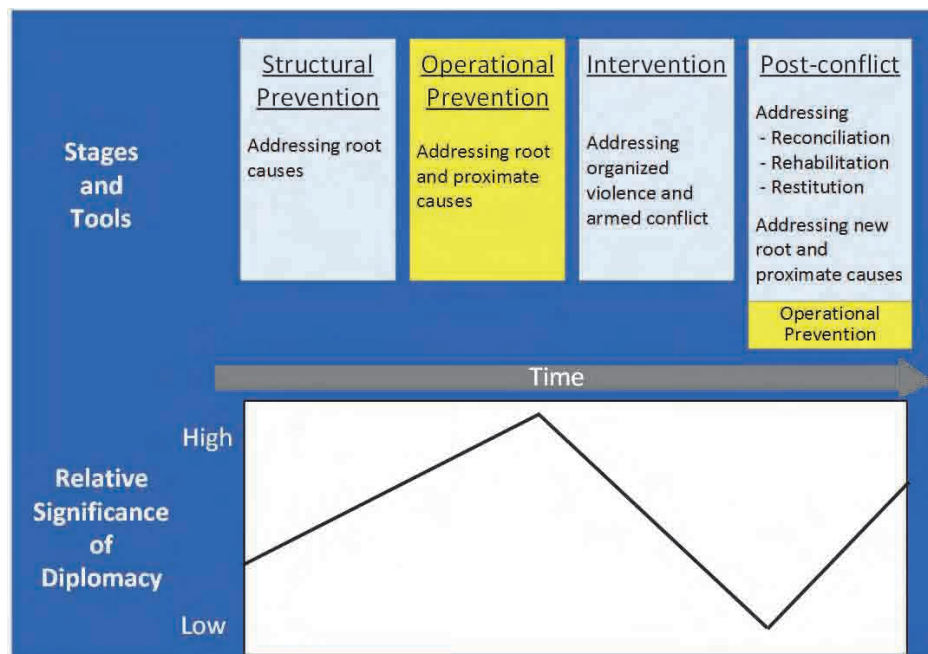 Stages
and
Tools
Structural
Prevention
Addressing root
causes
Operational
Prevention
Addressing root
and proximate
causes
Intervention
Addressing
organized
violence and
armed conflict
Post-conflict
Addressing
- Reconciliation
- Rehabilitation
- Restitution
Addressing new
root and
proximate causes
Operational
Prevention
Time
Relative
Significance
of
Diplomacy
High
Low